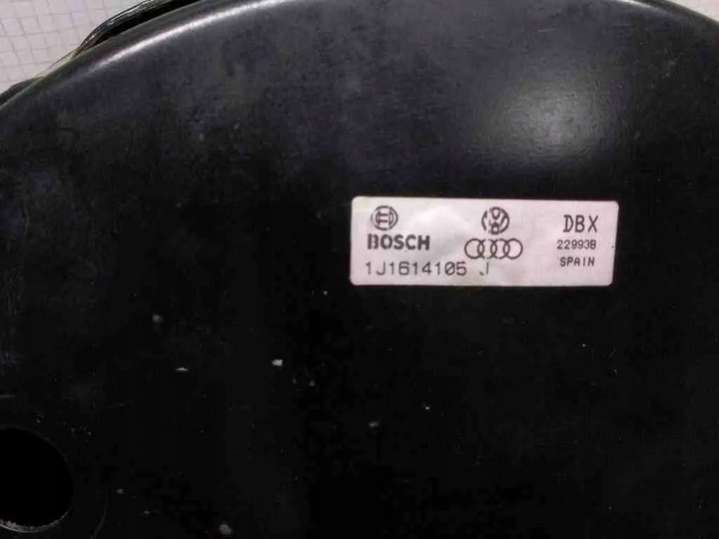 BOSCH
1J1614105 J
DBX
22993B
SPAIN